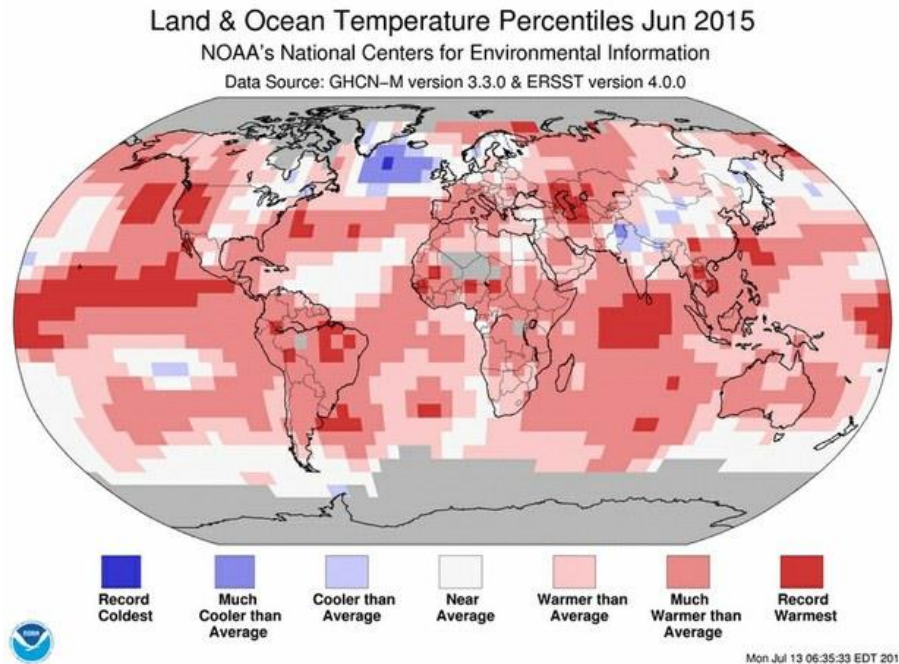 Land & Ocean Temperature Percentiles Jun 2015
NOAA's National Centers for Environmental Information
Data Source: GHCN–M version 3.3.0 & ERSST version 4.0.0
Record
Coldest
Much
Cooler than
Average
Cooler than
Average
Near
Average
Warmer than
Average
Much
Warmer than
Average
Record
Warmest
NOAA
Mon Jul 13 06:35:33 EDT 201